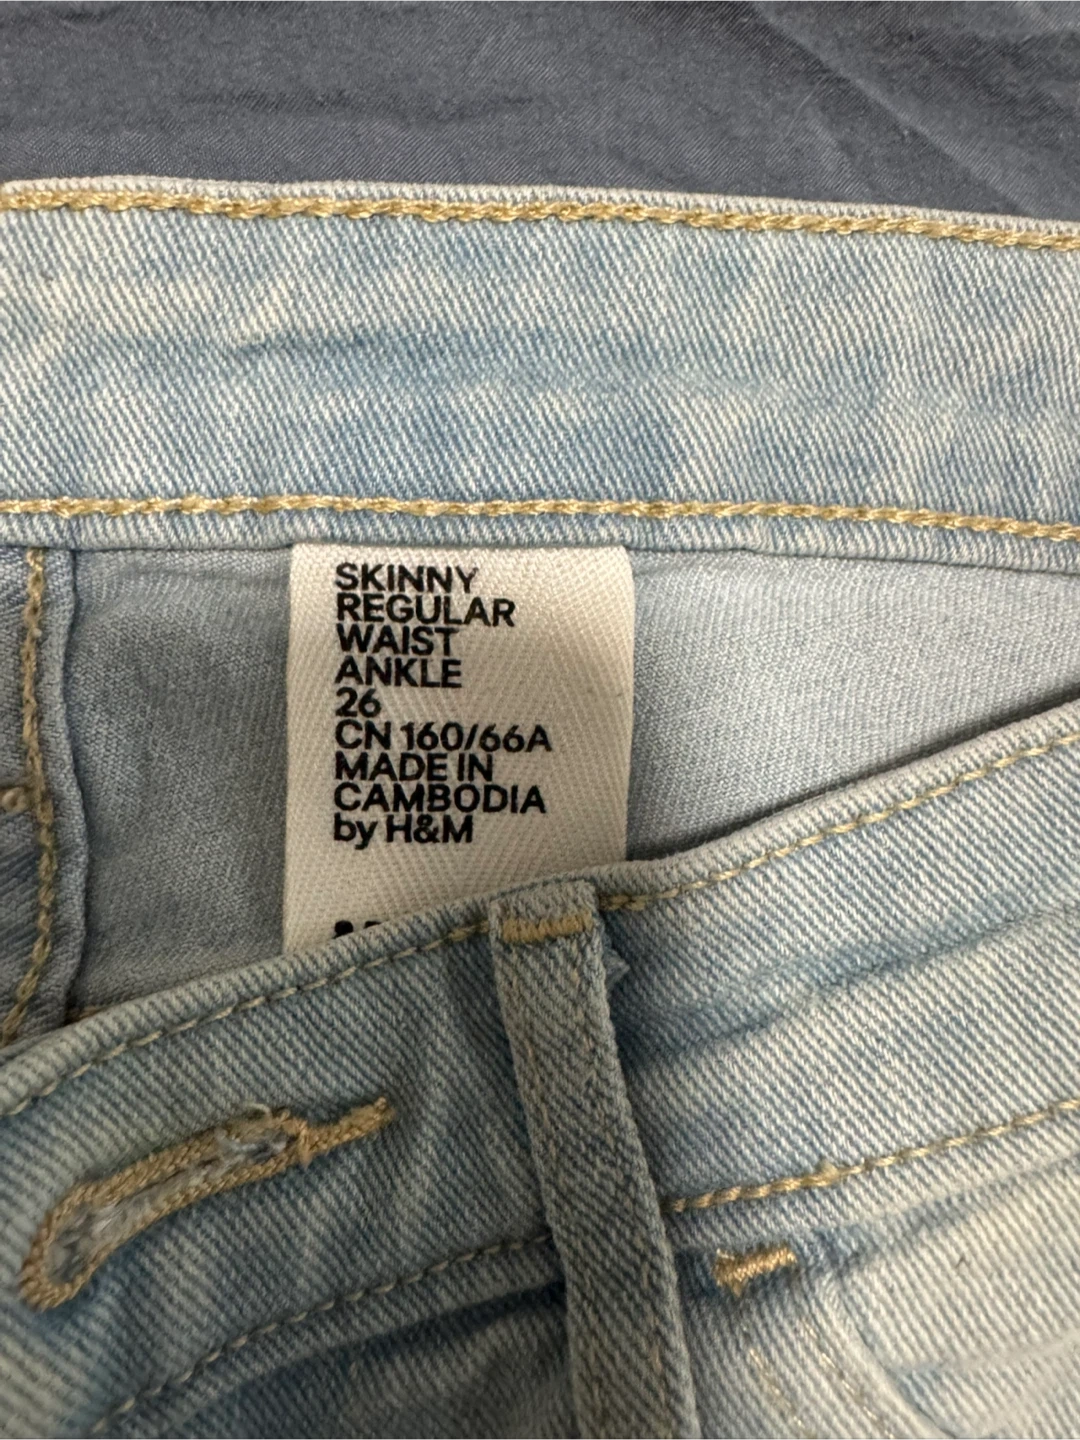 SKINNY
REGULAR
WAIST
ANKLE
26
CN 160/66A
MADE IN
CAMBODIA
by H&M